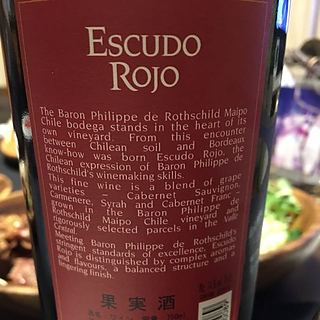 ESCUDO
ROJO
The Baron Philippe de Rothschild Maipo
Chile bodega stands in the heart of its
own vineyard. From this encounter
between Chilean soil and Bordeaux
know-how was born Escudo Rojo, the
Chilean expression of Baron Philippe de
Rothschild's winemaking skills.
This fine wine is a blend of grape
varieties – Cabernet Sauvignon,
Carmenere, Syrah and Cabernet Franc –
grown in the Baron Philippe de
Rothschild Maipo Chile vineyard and
rigorously selected parcels in the Valle
Central.
Meeting Baron Philippe de Rothschild's
stringent standards of excellence, Escudo
Rojo is distinguished by complex aromas
and flavours, a balanced structure and a
lingering finish.
果実酒